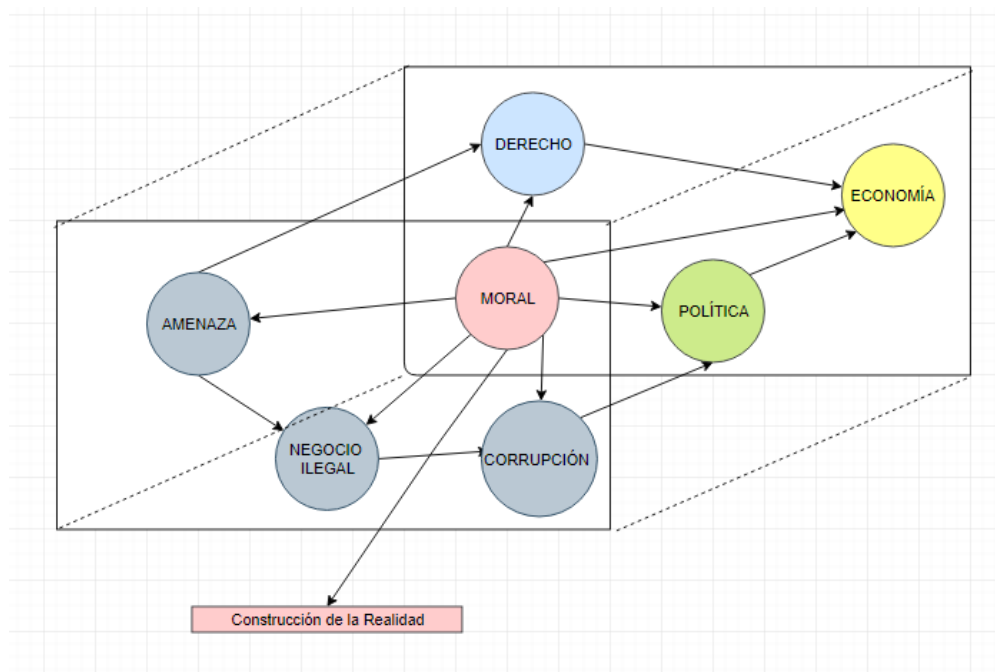 DERECHO
ECONOMÍA
MORAL
POLÍTICA
AMENAZA
NEGOCIO
ILEGAL
CORRUPCIÓN
Construcción de la Realidad